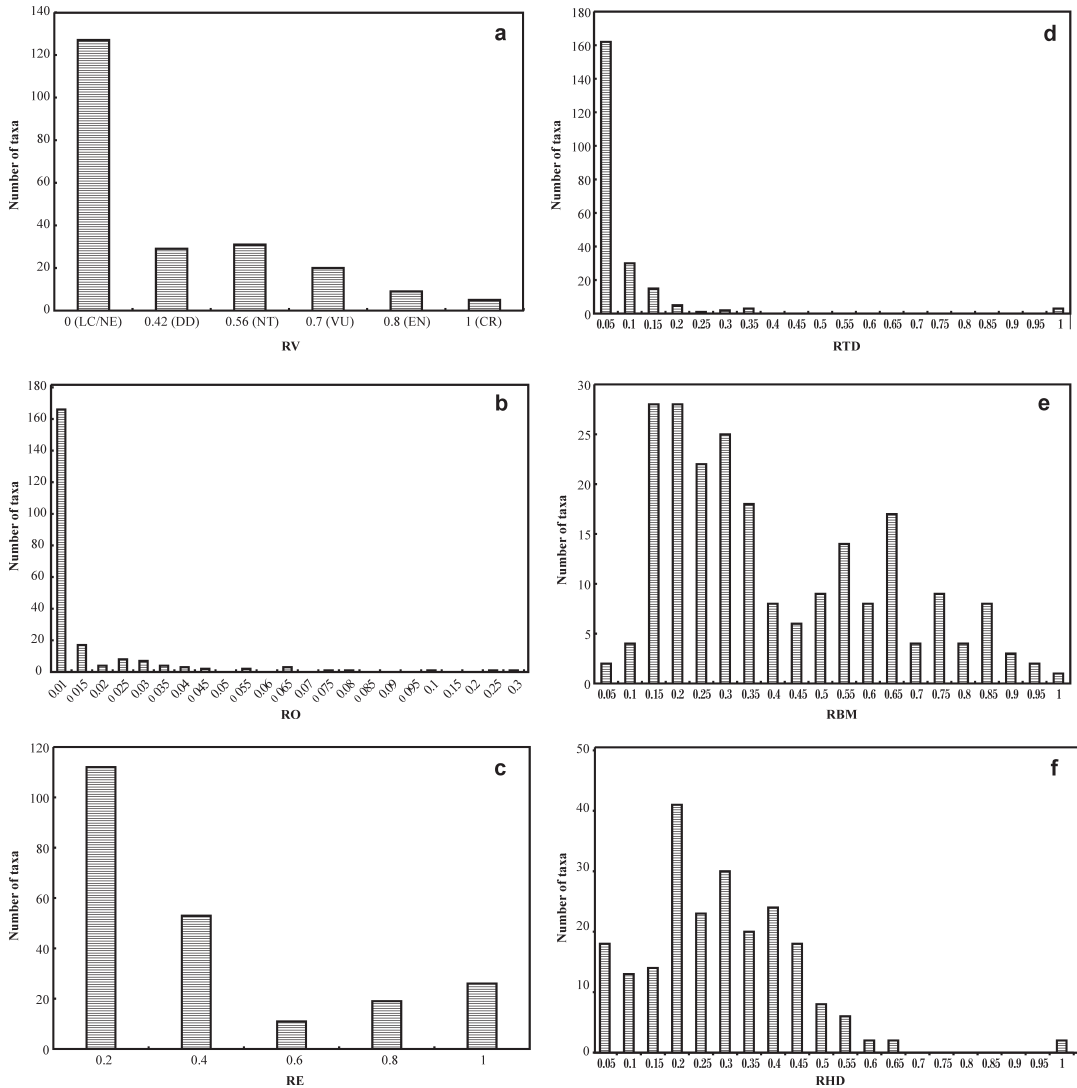 a
Number of taxa
140
120
100
80
60
40
20
0
0 (LC/NE) 0.42 (DD) 0.56 (NT) 0.7 (VU) 0.8 (EN) 1 (CR)
RV
d
Number of taxa
180
160
140
120
100
80
60
40
20
0
0.05 0.1 0.15 0.2 0.25 0.3 0.35 0.4 0.45 0.5 0.55 0.6 0.65 0.7 0.75 0.8 0.85 0.9 0.95 1
RTD
b
Number of taxa
180
160
140
120
100
80
60
40
20
0
0.01 0 015 0.02 0 025 0.03 0 035 0.04 0 045 0.05 0 055 0.06 0 065 0.07 0 075 0.08 0 085 0.09 0 095 0.1 0.15 0.2 0.25 0.3
RO
e
Number of taxa
30
25
20
15
10
5
0
0.05 0.1 0.15 0.2 0.25 0.3 0.35 0.4 0.45 0.5 0.55 0.6 0.65 0.7 0.75 0.8 0.85 0.9 0.95 1
RBM
c
Number of taxa
120
100
80
60
40
20
0
0.2 0.4 0.6 0.8 1
RE
f
Number of taxa
50
40
30
20
10
0
0.05 0.1 0.15 0.2 0.25 0.3 0.35 0.4 0.45 0.5 0.55 0.6 0.65 0.7 0.75 0.8 0.85 0.9 0.95 1
RHD